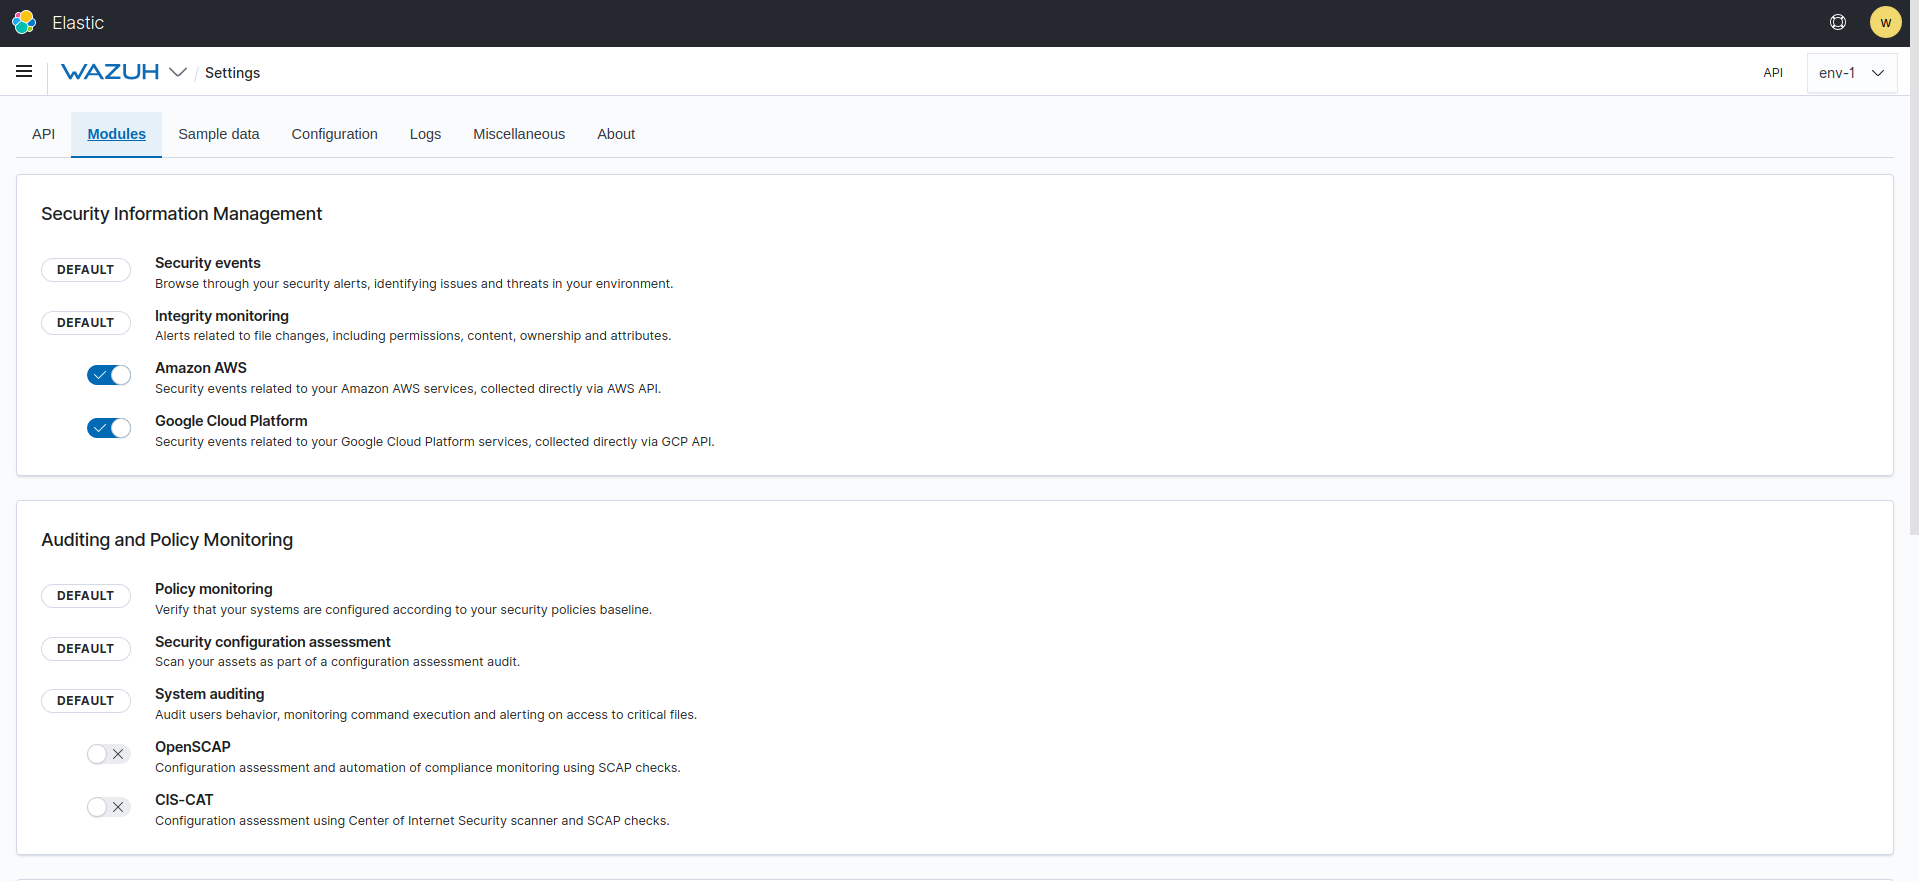 Elastic
W
WAZUH / Settings
API
env-1
API
Modules
Sample data
Configuration
Logs
Miscellaneous
About
Security Information Management
DEFAULT
Security events
Browse through your security alerts, identifying issues and threats in your environment.
DEFAULT
Integrity monitoring
Alerts related to file changes, including permissions, content, ownership and attributes.
Amazon AWS
Security events related to your Amazon AWS services, collected directly via AWS API.
Google Cloud Platform
Security events related to your Google Cloud Platform services, collected directly via GCP API.
Auditing and Policy Monitoring
DEFAULT
Policy monitoring
Verify that your systems are configured according to your security policies baseline.
DEFAULT
Security configuration assessment
Scan your assets as part of a configuration assessment audit.
DEFAULT
System auditing
Audit users behavior, monitoring command execution and alerting on access to critical files.
OpenSCAP
Configuration assessment and automation of compliance monitoring using SCAP checks.
CIS-CAT
Configuration assessment using Center of Internet Security scanner and SCAP checks.